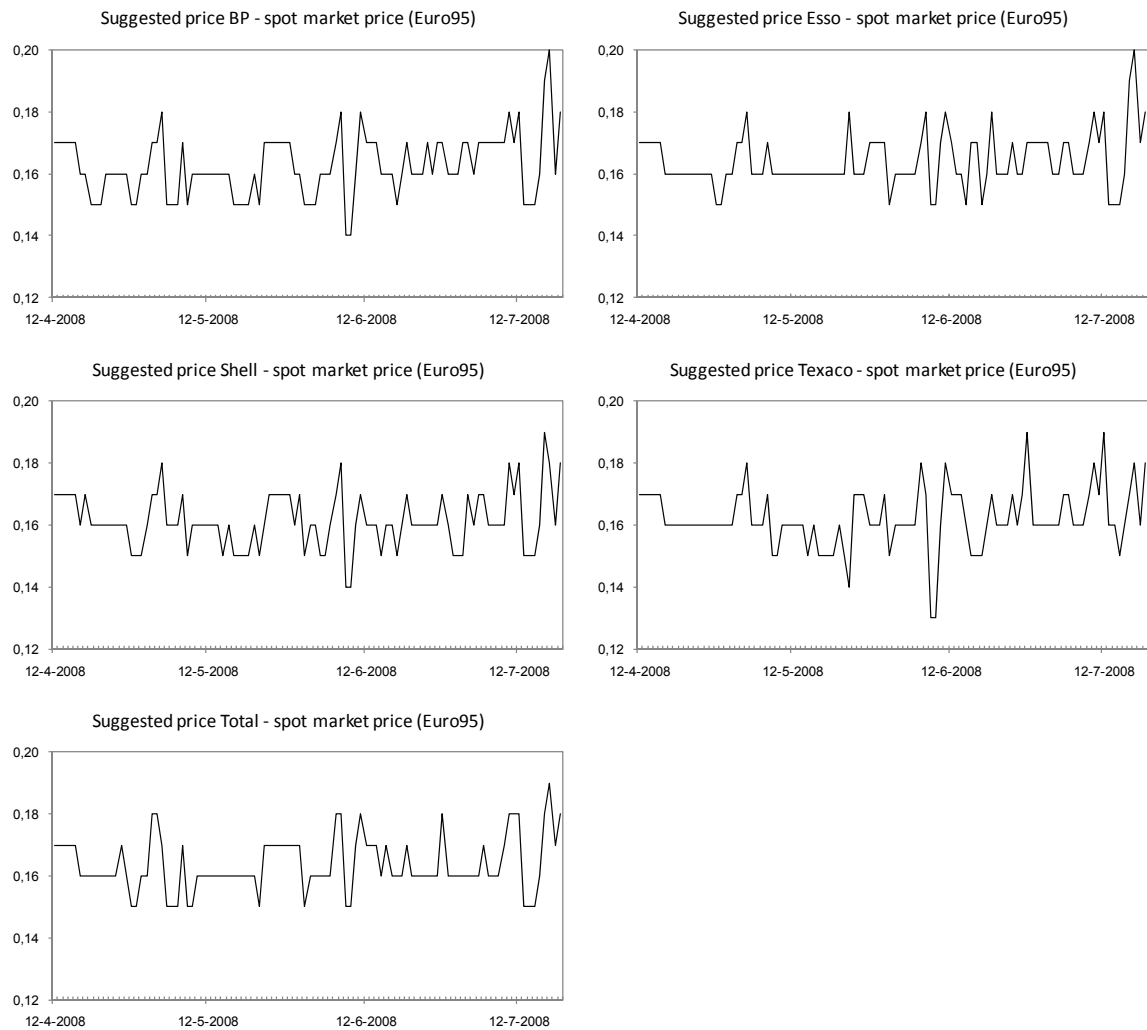 Suggested price BP - spot market price (Euro95)
0,20
0,18
0,16
0,14
0,12
12-4-2008 12-5-2008 12-6-2008 12-7-2008
Suggested price Esso - spot market price (Euro95)
0,20
0,18
0,16
0,14
0,12
12-4-2008 12-5-2008 12-6-2008 12-7-2008
Suggested price Shell - spot market price (Euro95)
0,20
0,18
0,16
0,14
0,12
12-4-2008 12-5-2008 12-6-2008 12-7-2008
Suggested price Texaco - spot market price (Euro95)
0,20
0,18
0,16
0,14
0,12
12-4-2008 12-5-2008 12-6-2008 12-7-2008
Suggested price Total - spot market price (Euro95)
0,20
0,18
0,16
0,14
0,12
12-4-2008 12-5-2008 12-6-2008 12-7-2008